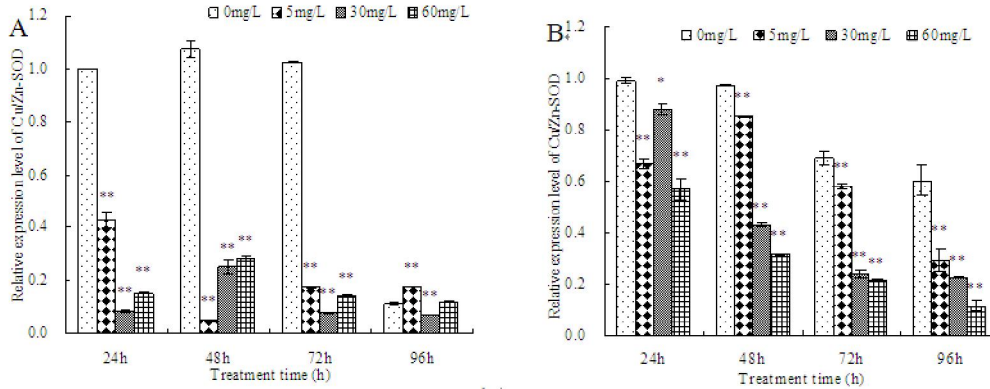 A
0mg/L 5mg/L 30mg/L 60mg/L
Relative expression level of Cu/Zn-SOD
1.0
0.8
0.6
0.4
0.2
0.0
** ** **
** ** **
** ** **
** **
24h 48h 72h 96h
Treatment time (h)
B
0mg/L 5mg/L 30mg/L 60mg/L
Relative expression level of Cu/Zn-SOD
1.2
1.0
0.8
0.6
0.4
0.2
0.0
** * **
** ** **
** ** **
** ** **
24h 48h 72h 96h
Treatment time (h)